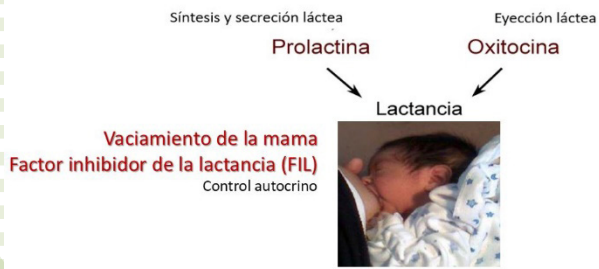 Síntesis y secreción láctea
Eyección láctea
Prolactina
Oxitocina
Lactancia
Vaciamiento de la mama
Factor inhibidor de la lactancia (FIL)
Control autocrino